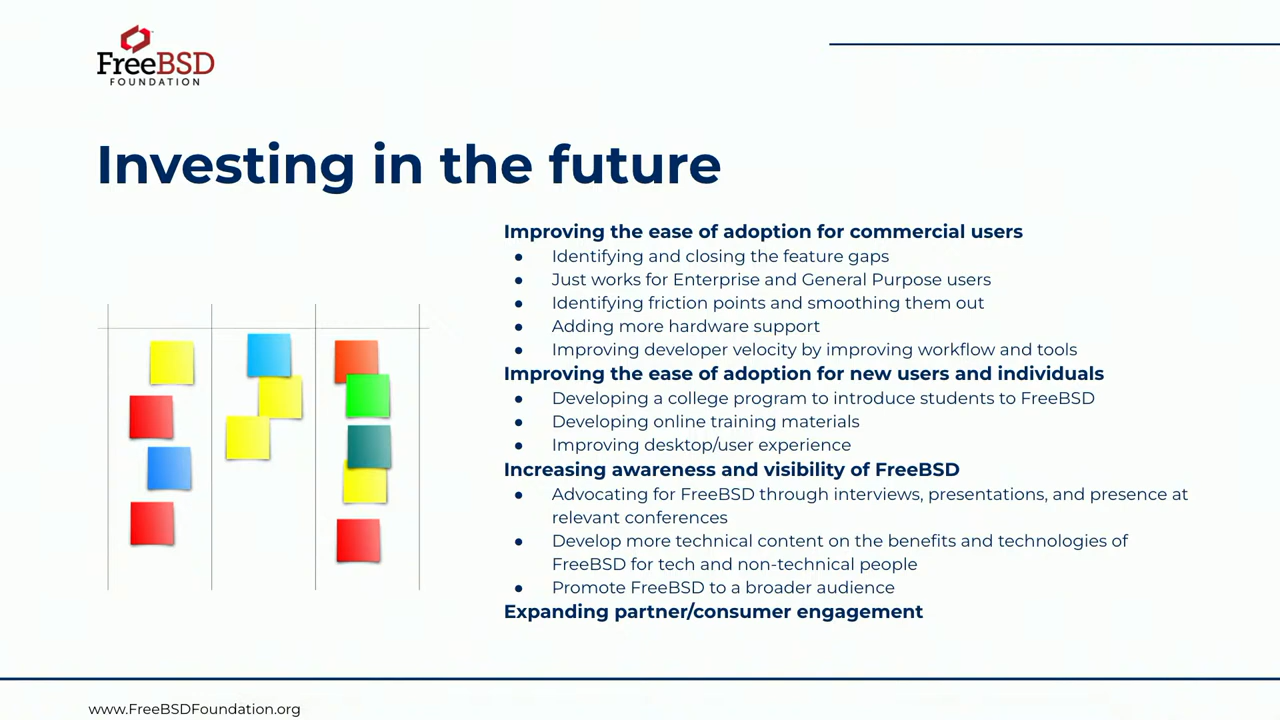 FreeBSD
FOUNDATION
Investing in the future
Improving the ease of adoption for commercial users
● Identifying and closing the feature gaps
● Just works for Enterprise and General Purpose users
● Identifying friction points and smoothing them out
● Adding more hardware support
● Improving developer velocity by improving workflow and tools
Improving the ease of adoption for new users and individuals
● Developing a college program to introduce students to FreeBSD
● Developing online training materials
● Improving desktop/user experience
Increasing awareness and visibility of FreeBSD
● Advocating for FreeBSD through interviews, presentations, and presence at
relevant conferences
● Develop more technical content on the benefits and technologies of
FreeBSD for tech and non-technical people
● Promote FreeBSD to a broader audience
Expanding partner/consumer engagement
www.FreeBSDFoundation.org